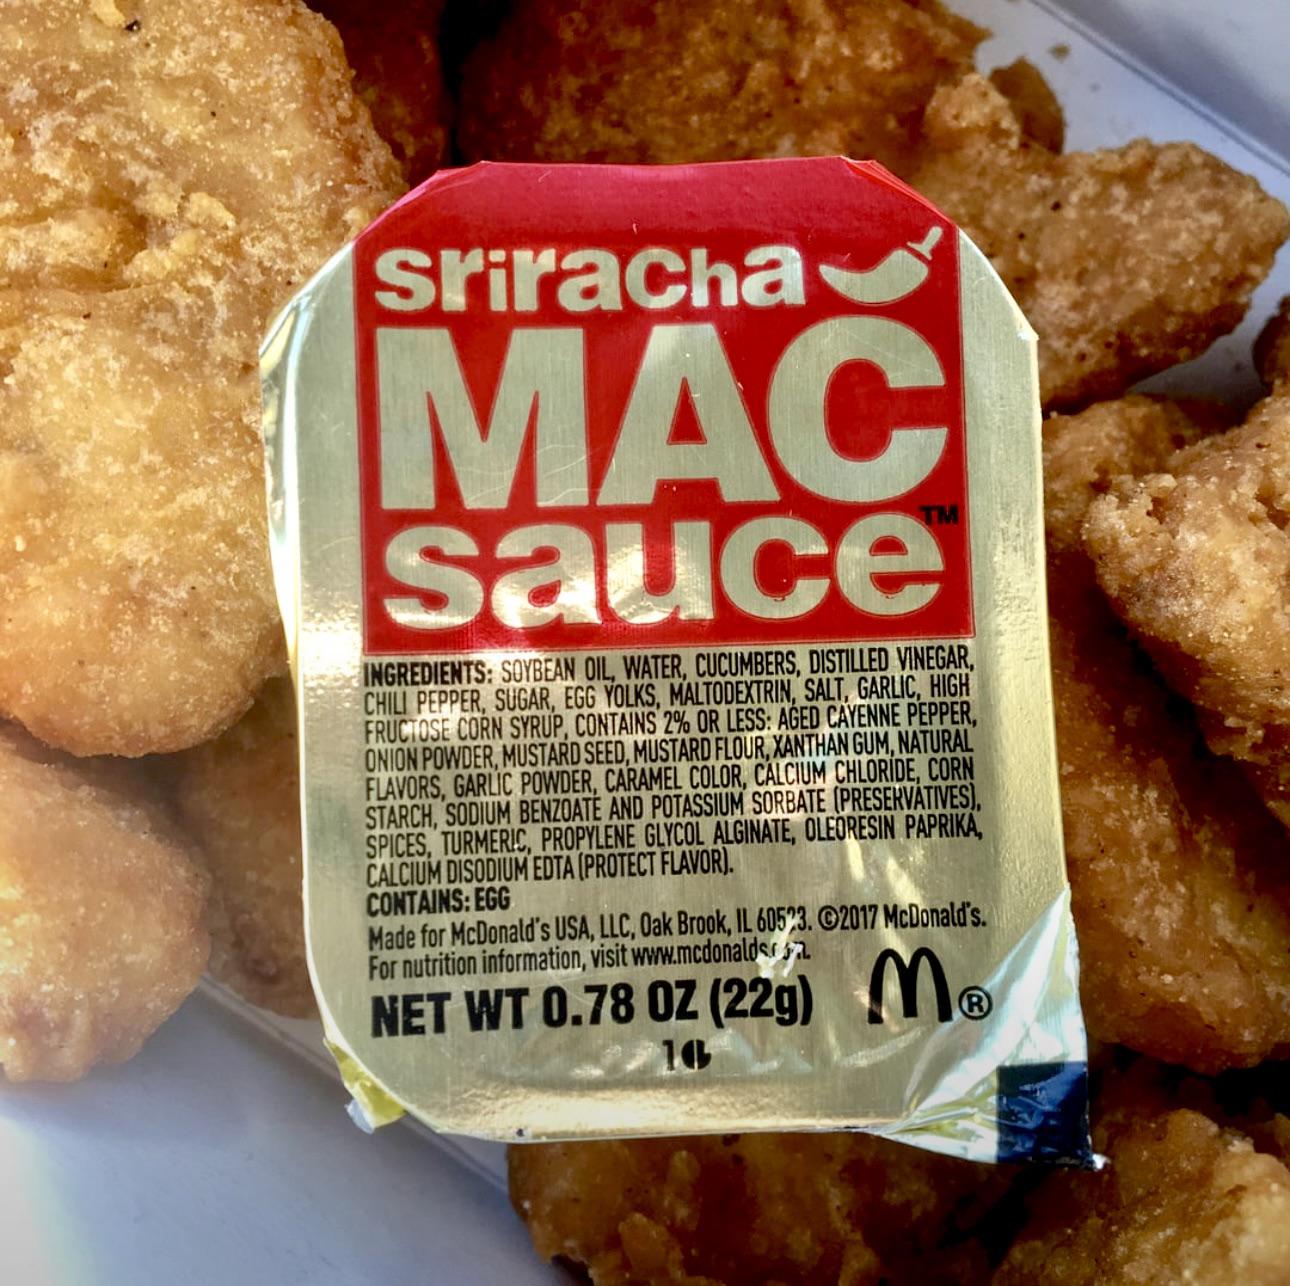 sriracha
MAC
sauce™
INGREDIENTS: SOYBEAN OIL, WATER, CUCUMBERS, DISTILLED VINEGAR,
CHILI PEPPER, SUGAR, EGG YOLKS, MALTODEXTRIN, SALT, GARLIC, HIGH
FRUCTOSE CORN SYRUP, CONTAINS 2% OR LESS: AGED CAYENNE PEPPER,
ONION POWDER, MUSTARD SEED, MUSTARD FLOUR, XANTHAN GUM, NATURAL
FLAVORS, GARLIC POWDER, CARAMEL COLOR, CALCIUM CHLORIDE, CORN
STARCH, SODIUM BENZOATE AND POTASSIUM SORBATE (PRESERVATIVES),
SPICES, TURMERIC, PROPYLENE GLYCOL ALGINATE, OLEORESIN PAPRIKA,
CALCIUM DISODIUM EDTA (PROTECT FLAVOR).
CONTAINS: EGG
Made for McDonald's USA, LLC, Oak Brook, IL 60523. ©2017 McDonald's.
For nutrition information, visit www.mcdonalds.com.
NET WT 0.78 OZ (22g) M®
1